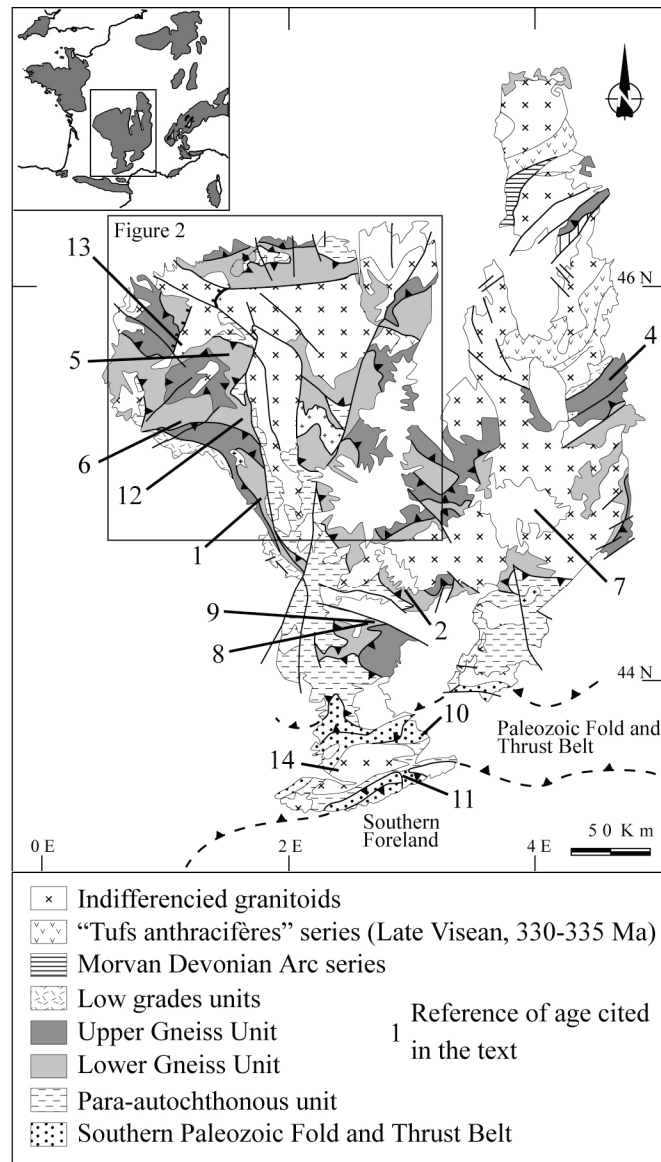 N
Figure 2
13
46 N
5
4
6
12
1
7
9
2
8
44 N
10
Paleozoic Fold and
Thrust Belt
14
11
Southern
Foreland
0 E
2 E
4 E
50 Km
Indifferencied granitoids
“Tufs anthracifères” series (Late Visean, 330-335 Ma)
Morvan Devonian Arc series
Low grades units
Upper Gneiss Unit
1 Reference of age cited
in the text
Lower Gneiss Unit
Para-autochthonous unit
Southern Paleozoic Fold and Thrust Belt